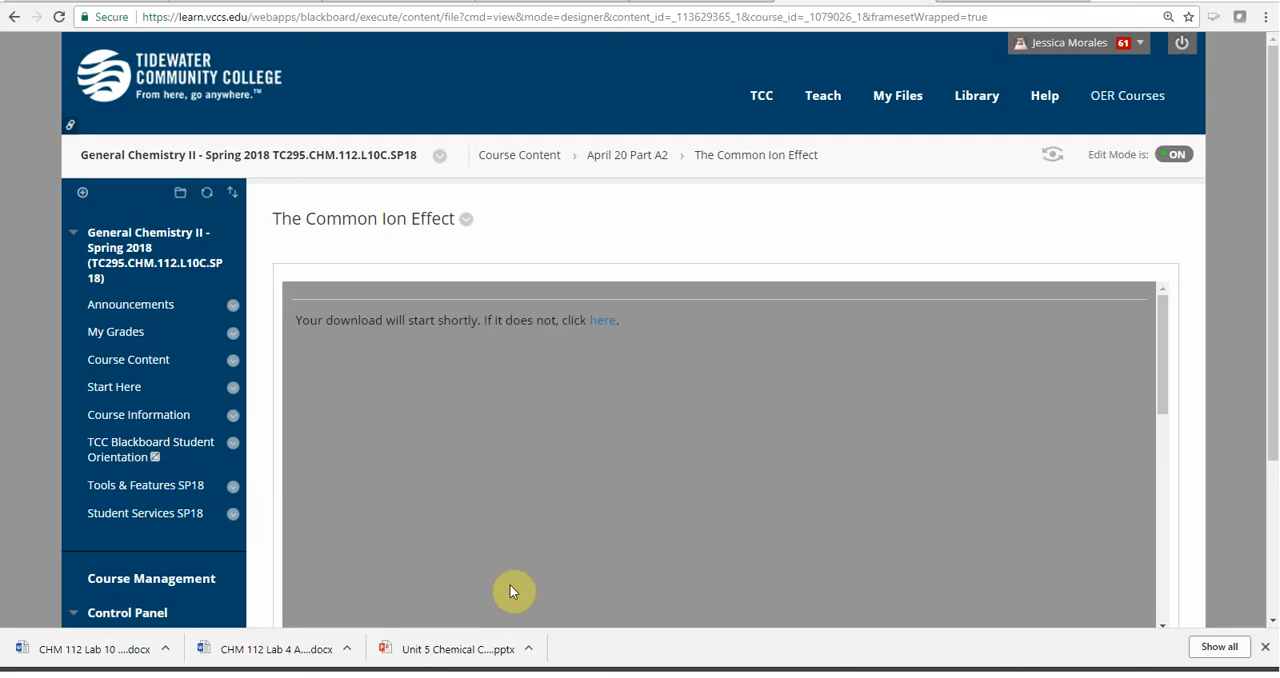 Secure
https://learn.vccs.edu/webapps/blackboard/execute/content/file?cmd=view&mode=designer&content_id=_113629365_1&course_id=_1079026_1&framesetWrapped=true
Jessica Morales 61
TIDEWATER
COMMUNITY COLLEGE
From here, go anywhere.™
TCC Teach My Files Library Help OER Courses
General Chemistry II - Spring 2018 TC295.CHM.112.L10C.SP18 Course Content › April 20 Part A2 › The Common Ion Effect Edit Mode is: ON
General Chemistry II -
Spring 2018
(TC295.CHM.112.L10C.SP
18)
Announcements
My Grades
Course Content
Start Here
Course Information
TCC Blackboard Student
Orientation
Tools & Features SP18
Student Services SP18
Course Management
Control Panel
The Common Ion Effect
Your download will start shortly. If it does not, click here.
CHM 112 Lab 10 ....docx CHM 112 Lab 4 A....docx Unit 5 Chemical C....pptx Show all